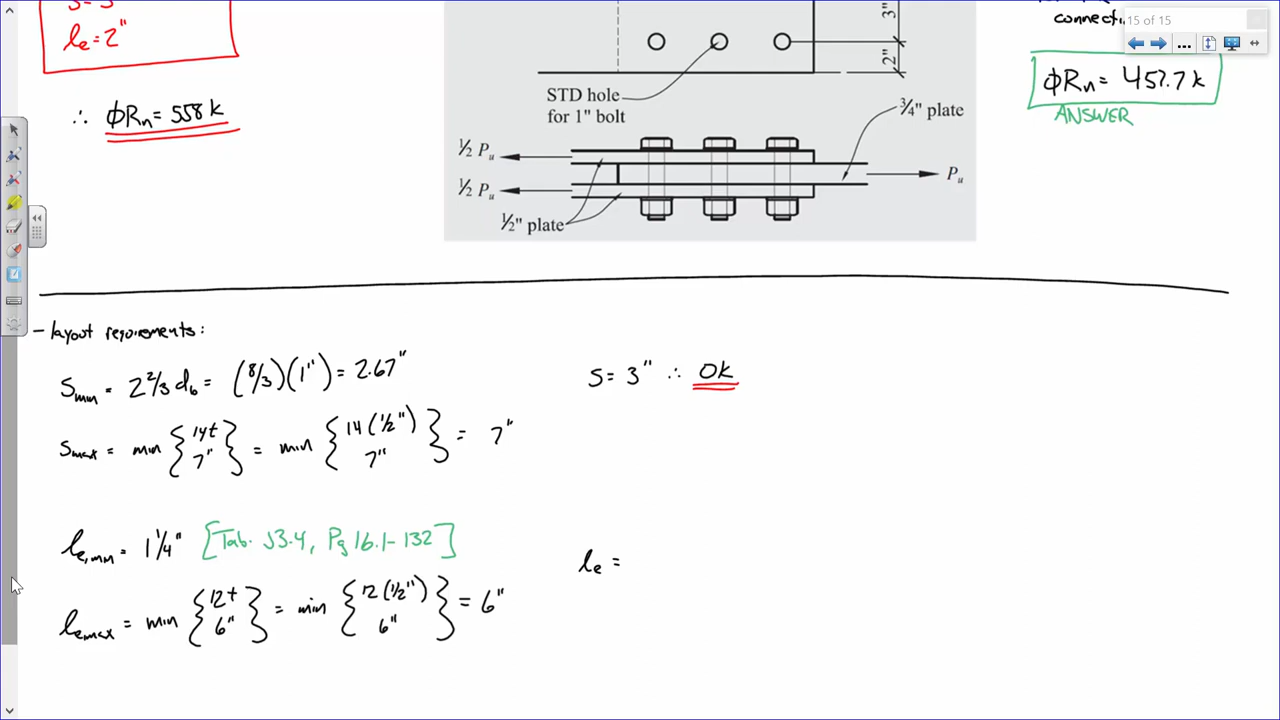 S = 3"
le = 2"
∴ ϕRn = 558 k
3"
2"
STD hole
for 1" bolt
3/4" plate
1/2 Pu
1/2 Pu
Pu
1/2" plate
15 of 15
ϕRn = 457.7 k
ANSWER
- layout requirements:
Smin = 2 2/3 db = (8/3)(1") = 2.67"
S = 3" ∴ OK
Smax = min { 14t 7" } = min { 14(1/2") 7" } = 7"
le,min = 1 1/4" [Tab. J3.4, Pg 16.1-132]
le =
le,max = min { 12t 6" } = min { 12(1/2") 6" } = 6"